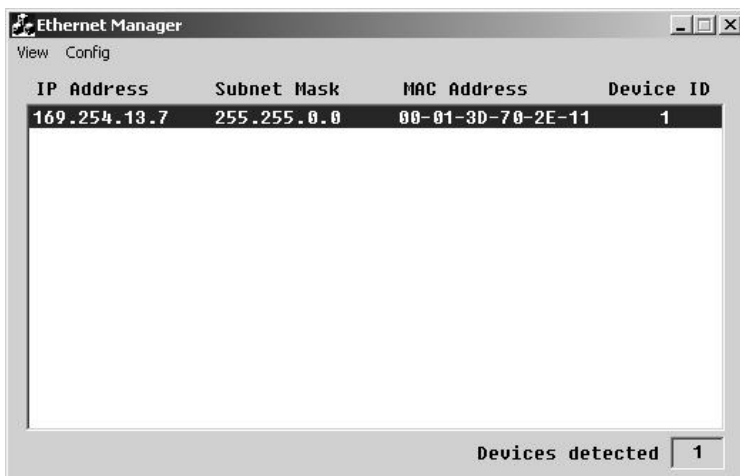 Ethernet Manager
View Config
IP Address Subnet Mask MAC Address Device ID
169.254.13.7 255.255.0.0 00-01-3D-70-2E-11 1
Devices detected 1